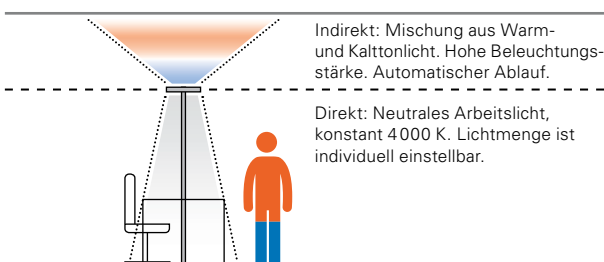 Indirekt: Mischung aus Warm-
und Kalttonlicht. Hohe Beleuchtungs-
stärke. Automatischer Ablauf.
Direkt: Neutrales Arbeitslicht,
konstant 4000 K. Lichtmenge ist
individuell einstellbar.